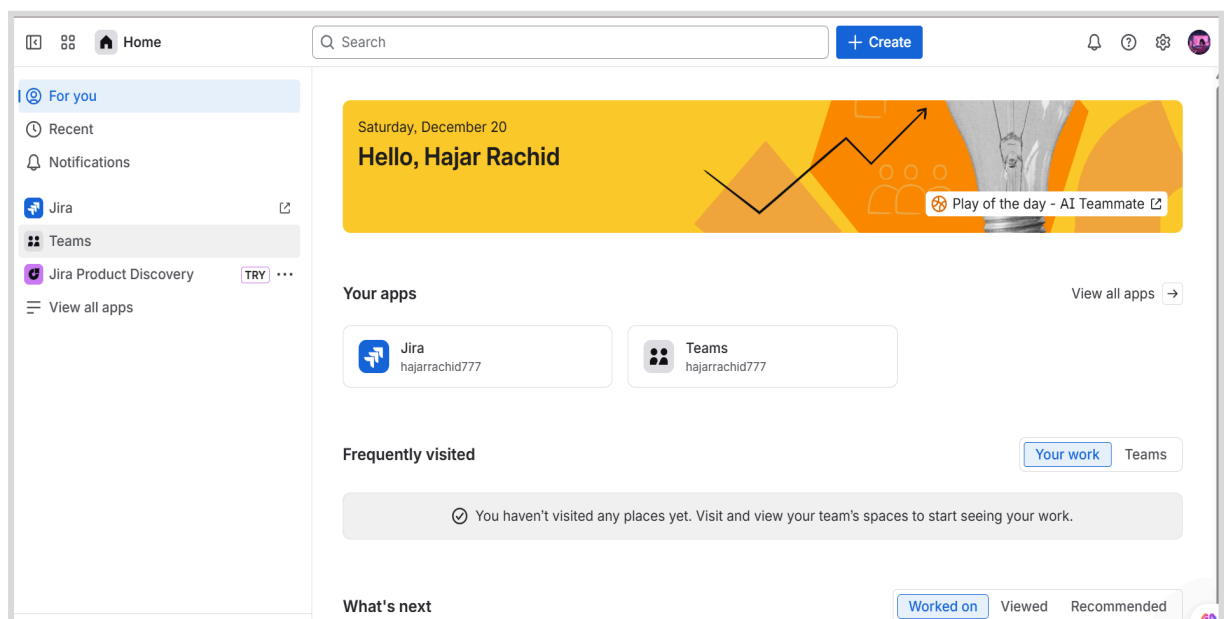 Home
Search
+ Create
For you
Recent
Notifications
Jira
Teams
Jira Product Discovery TRY
View all apps
Saturday, December 20
Hello, Hajar Rachid
Play of the day - AI Teammate
Your apps
View all apps
Jira
hajarrachid777
Teams
hajarrachid777
Frequently visited
Your work Teams
You haven't visited any places yet. Visit and view your team's spaces to start seeing your work.
What's next
Worked on Viewed Recommended